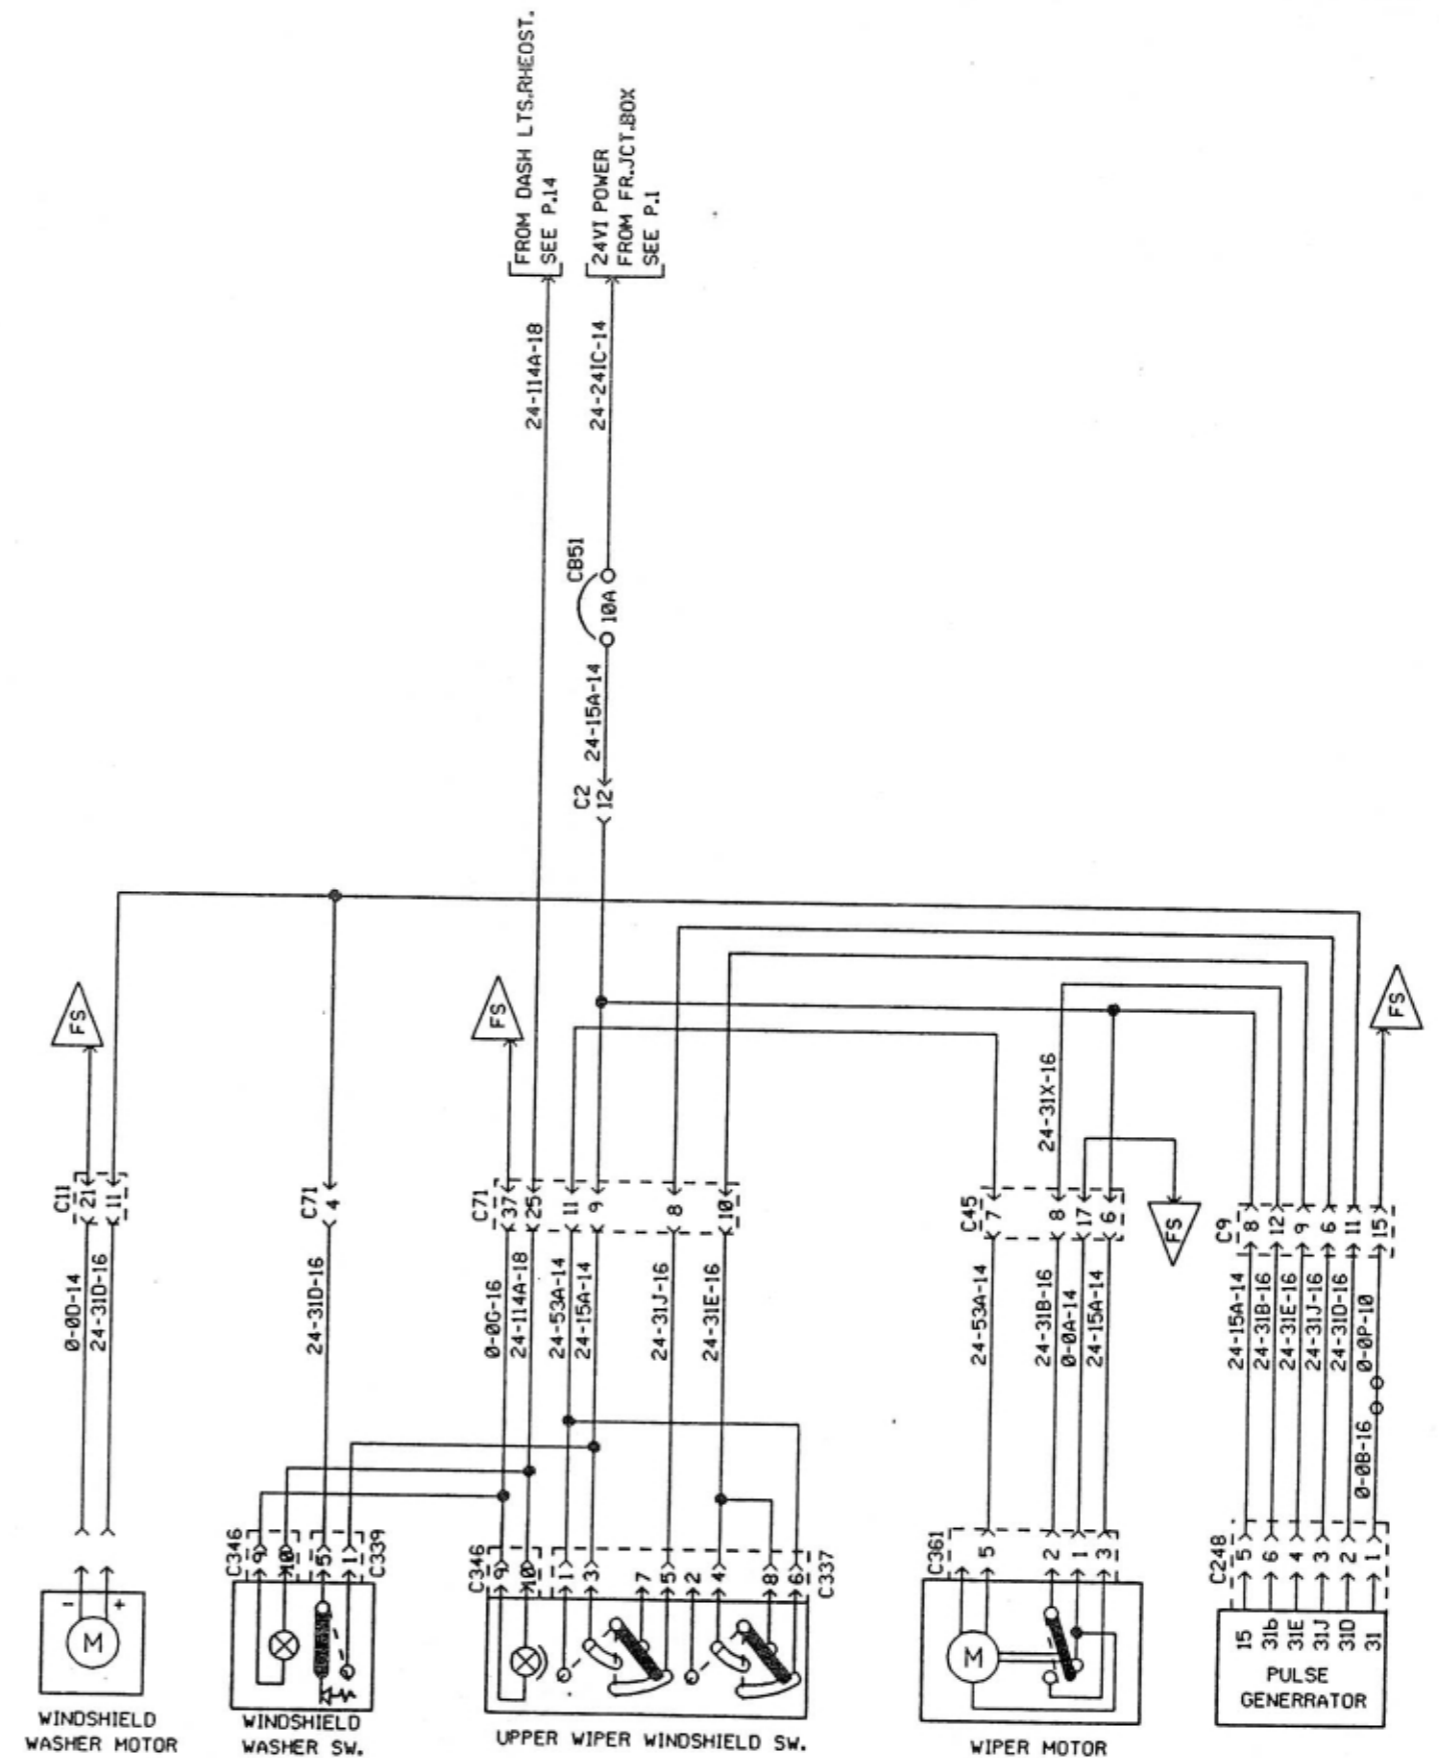 FROM DASH LTS.RHEOST.
SEE P.14
24VI POWER
FROM FR.JCT.BOX
SEE P.1
24-114A-18
24-241C-14
CB51
10A
24-15A-14
C2
12
FS
FS
FS
24-31X-16
C11
21
11
C71
4
C71
37
25
11
9
8
10
C45
7
8
17
6
FS
C9
8
12
9
6
11
15
0-0D-14
24-31D-16
24-31D-16
0-0G-16
24-114A-18
24-53A-14
24-15A-14
24-31J-16
24-31E-16
24-53A-14
24-31B-16
0-0A-14
24-15A-14
24-15A-14
24-31B-16
24-31E-16
24-31J-16
24-31D-16
0-0P-10
0-0B-16
C346
9
10
5
1
C339
C346
9
10
1
3
7
5
2
4
8
6
C337
C361
5
2
1
3
C248
5
6
4
3
2
1
- +
M
M
15
31b
31E
31J
31D
31
PULSE
GENERRATOR
WINDSHIELD
WASHER MOTOR
WINDSHIELD
WASHER SW.
UPPER WIPER WINDSHIELD SW.
WIPER MOTOR